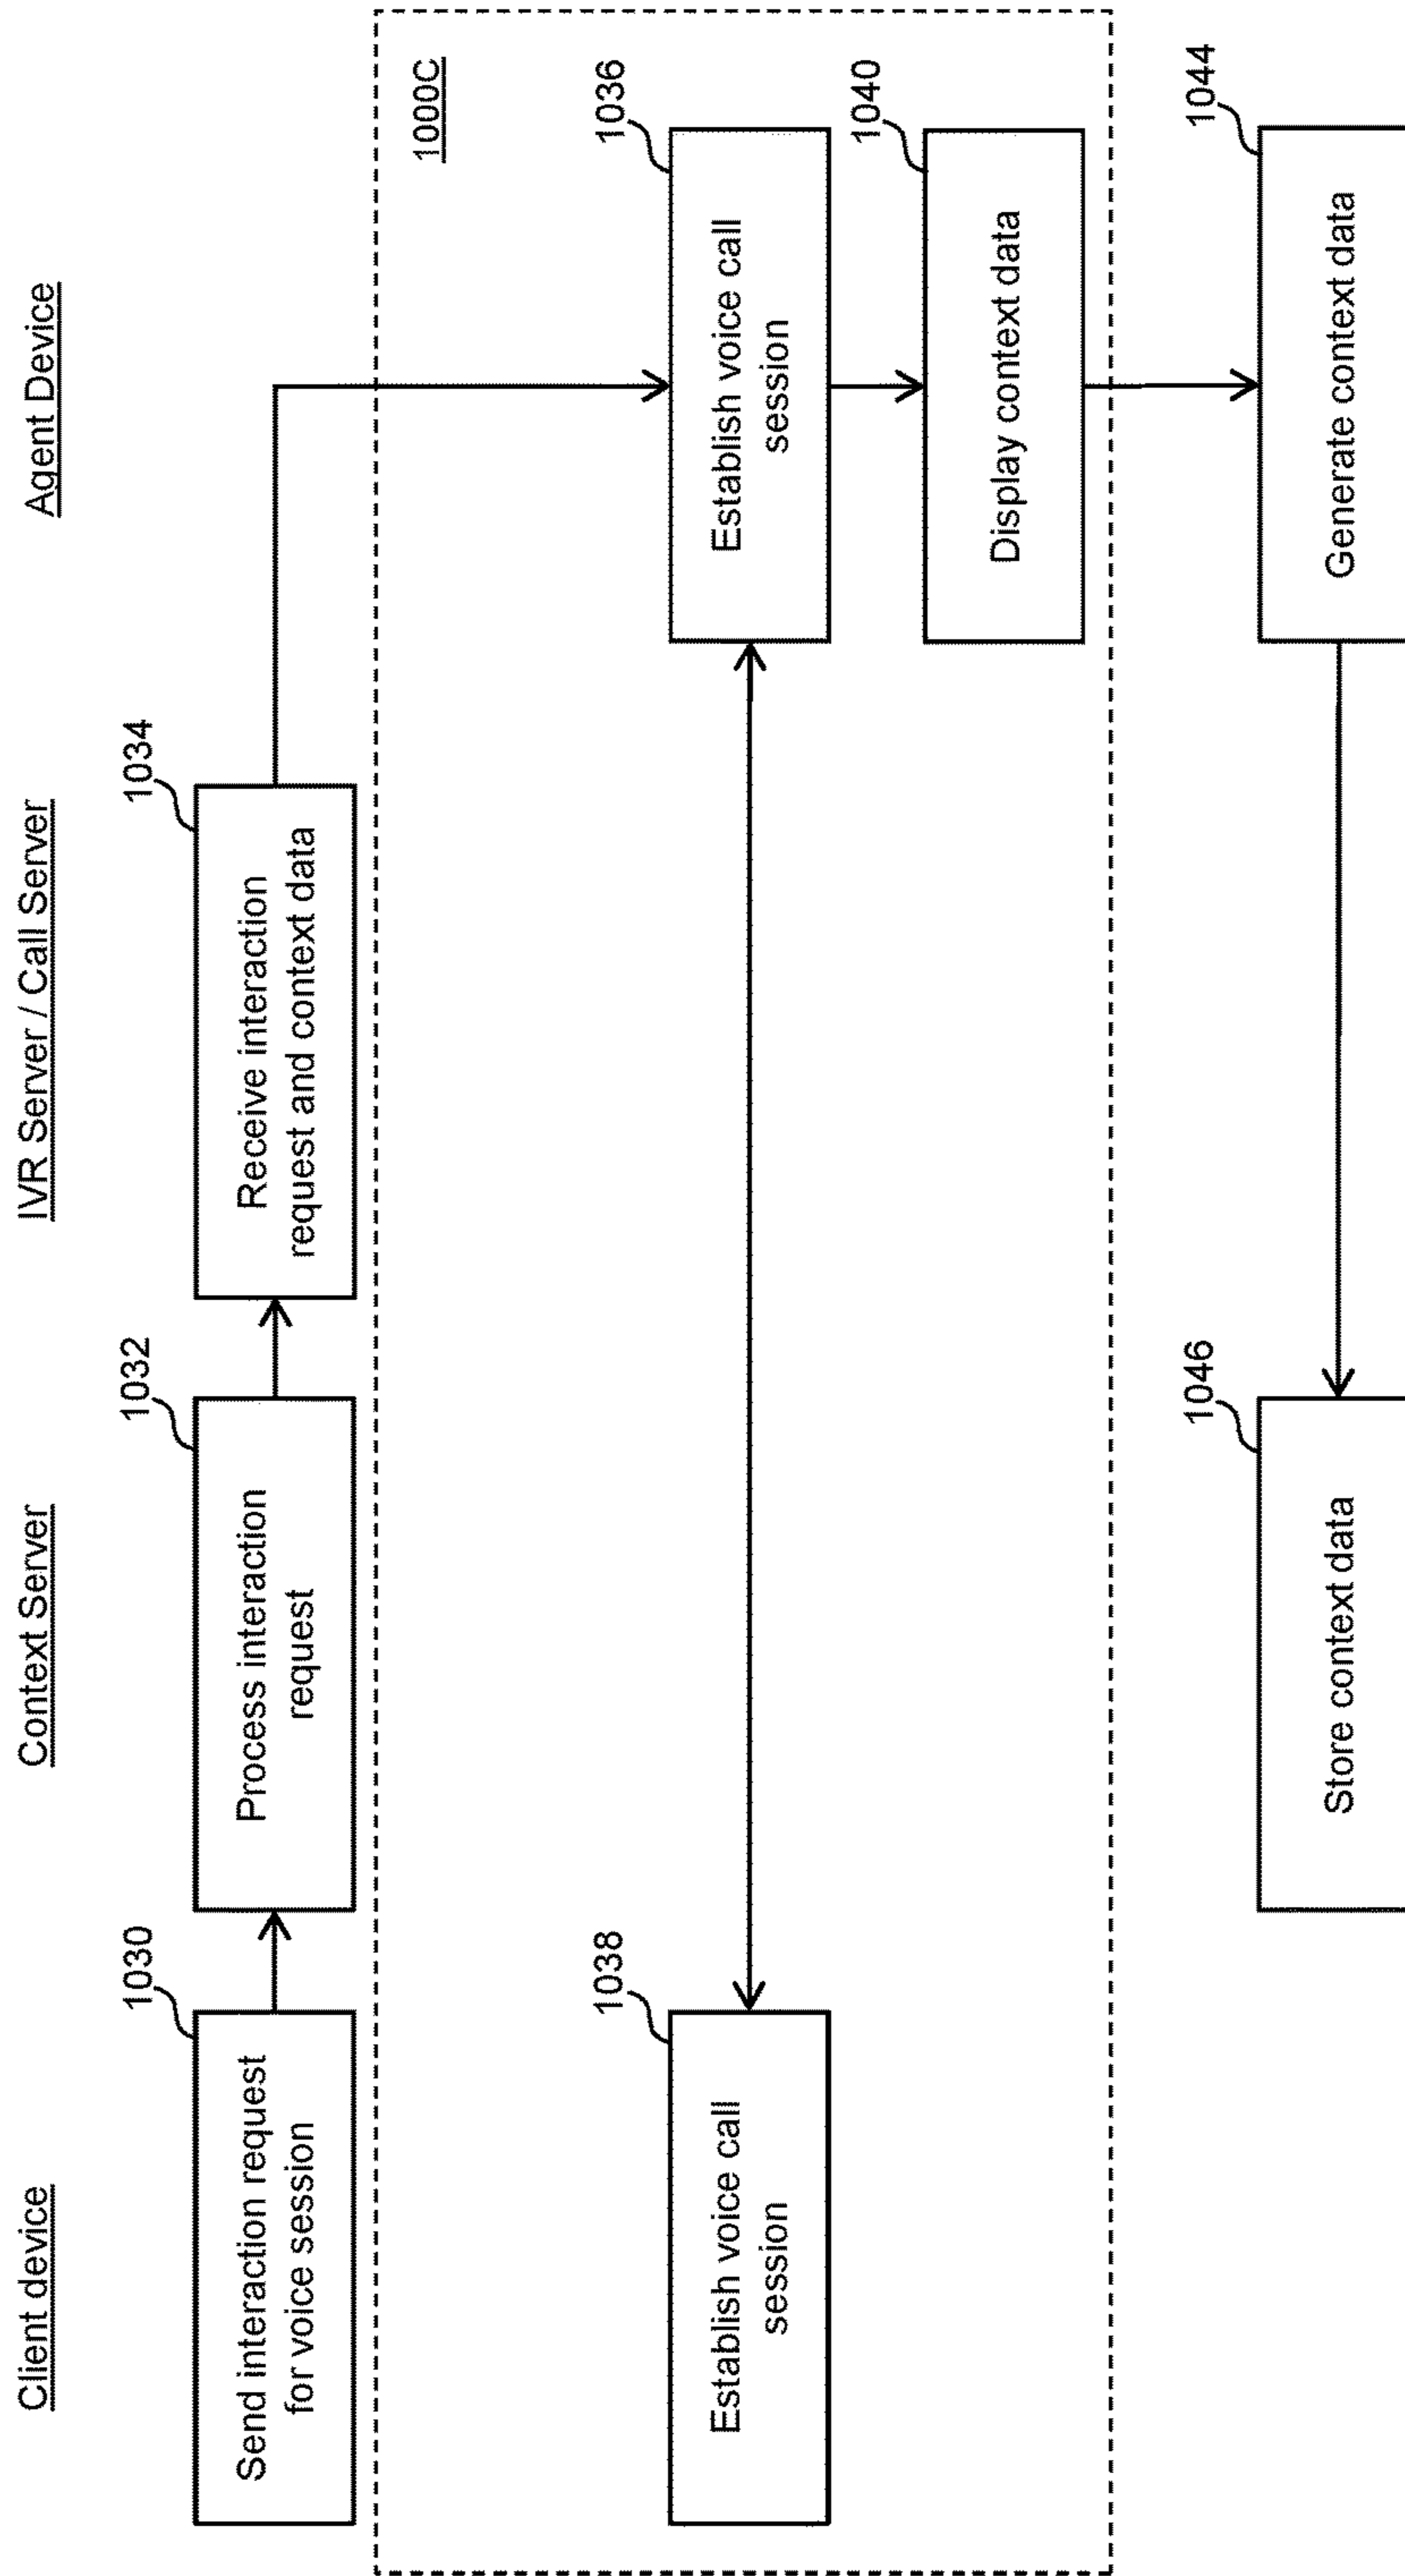 Client device
Context Server
IVR Server / Call Server
Agent Device
1030
Send interaction request
for voice session
1032
Process interaction
request
1034
Receive interaction
request and context data
1000C
1038
Establish voice call
session
1036
Establish voice call
session
1040
Display context data
1046
Store context data
1044
Generate context data